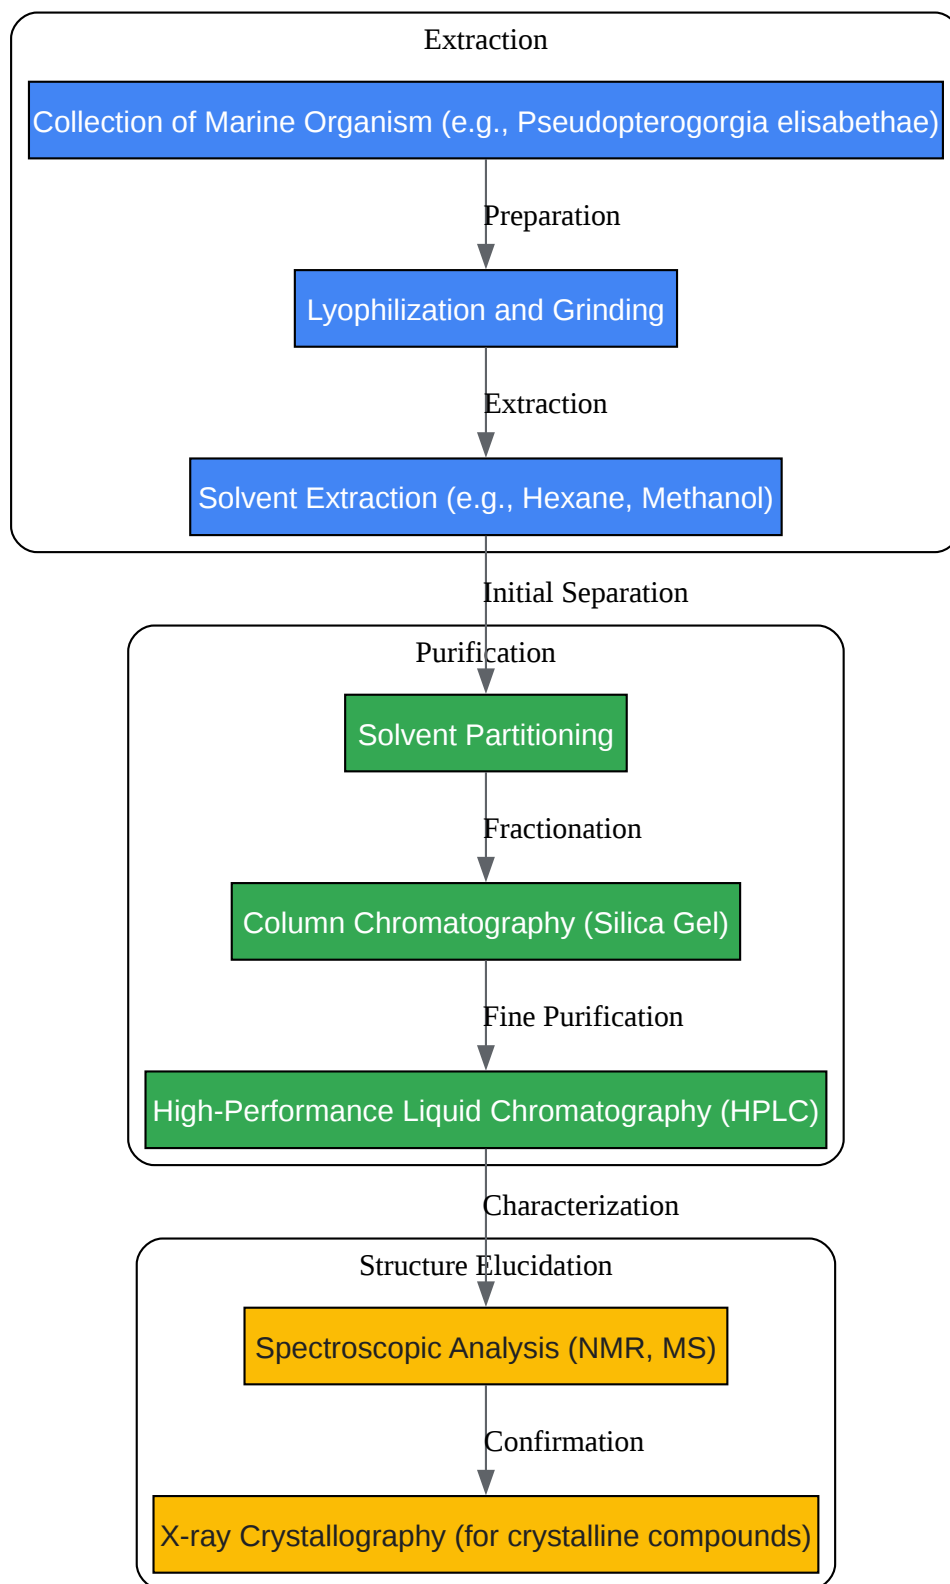 Extraction
Collection of Marine Organism (e.g., Pseudopterogorgia elisabethae)
Preparation
Lyophilization and Grinding
Extraction
Solvent Extraction (e.g., Hexane, Methanol)
Initial Separation
Purification
Solvent Partitioning
Fractionation
Column Chromatography (Silica Gel)
Fine Purification
High-Performance Liquid Chromatography (HPLC)
Characterization
Structure Elucidation
Spectroscopic Analysis (NMR, MS)
Confirmation
X-ray Crystallography (for crystalline compounds)